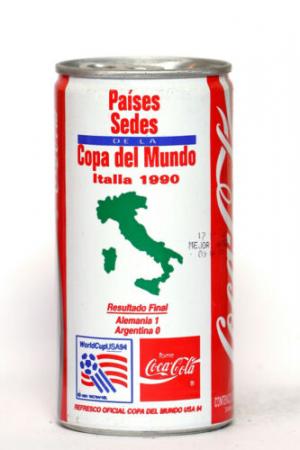 Países
Sedes
DE LA
Copa del Mundo
Italia 1990
17
MEJOR
Resultado Final
Alemania 1
Argentina 0
WorldCupUSA94
Tome
Coca-Cola
REFRESCO OFICIAL COPA DEL MUNDO USA 94
Coca-Cola